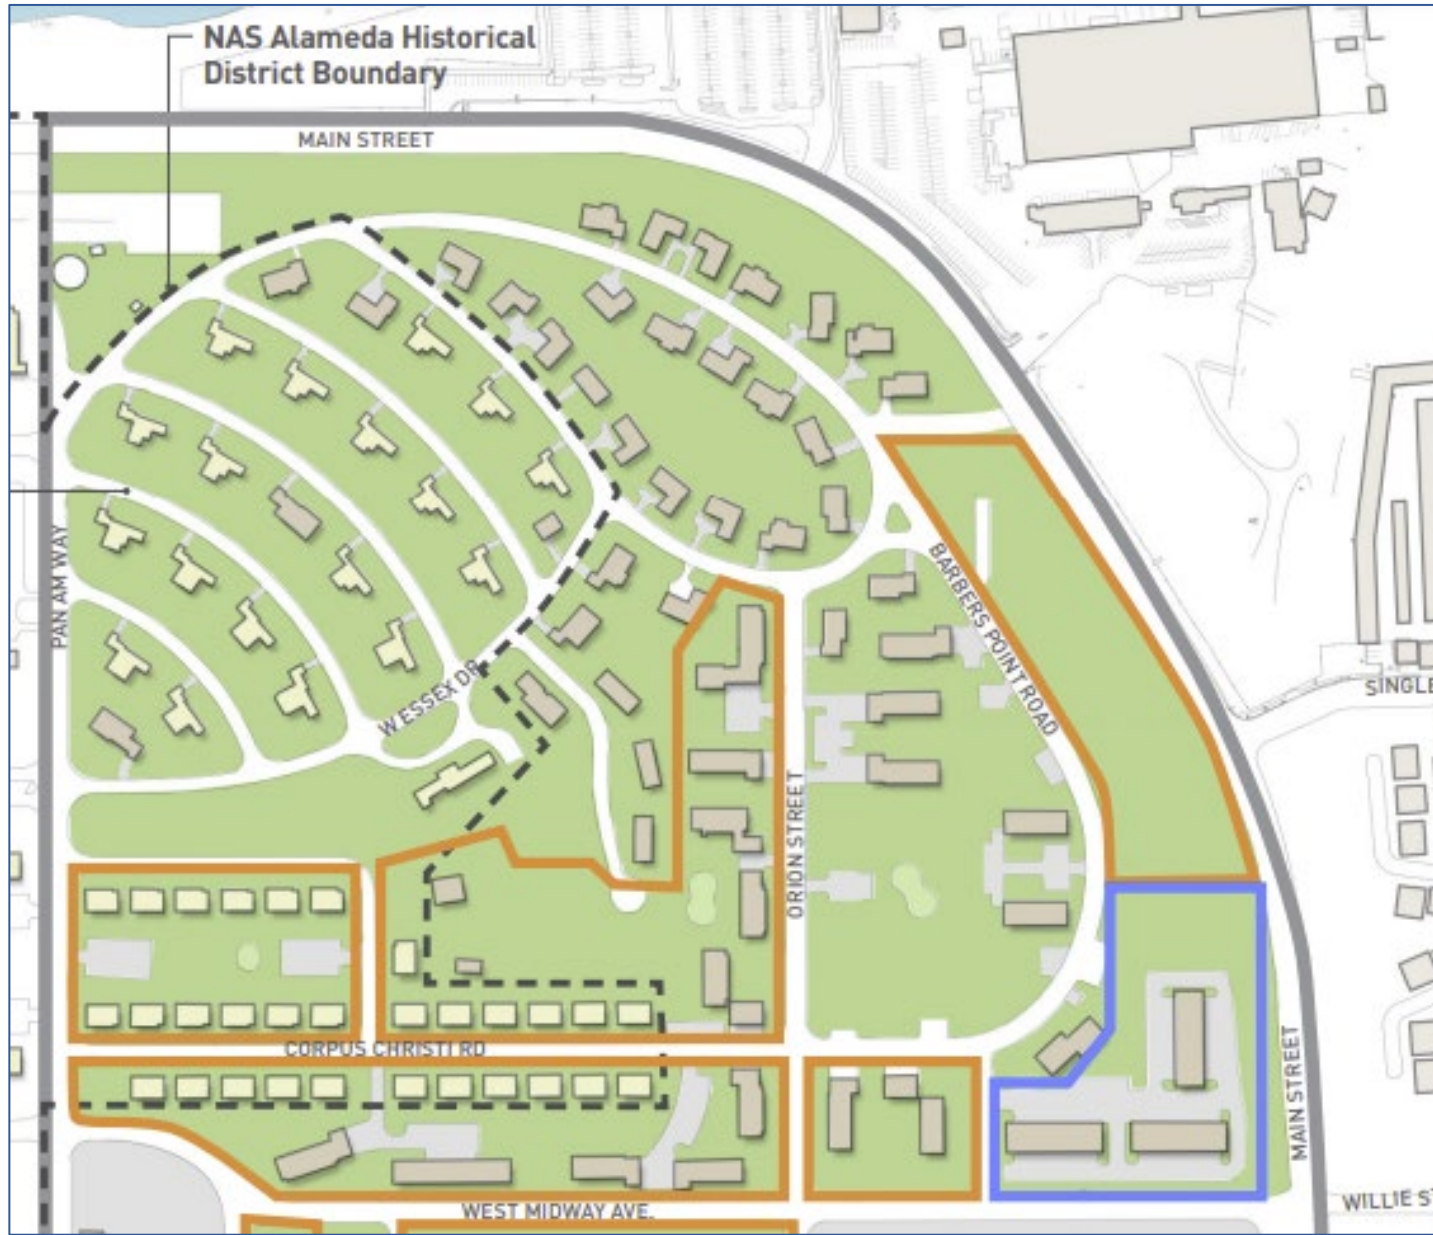 NAS Alameda Historical
District Boundary
MAIN STREET
PAN AM WAY
W ESSEX DR
BARBERS POINT ROAD
ORION STREET
SINGLE
CORPUS CHRISTI RD
MAIN STREET
WEST MIDWAY AVE.
WILLIE ST